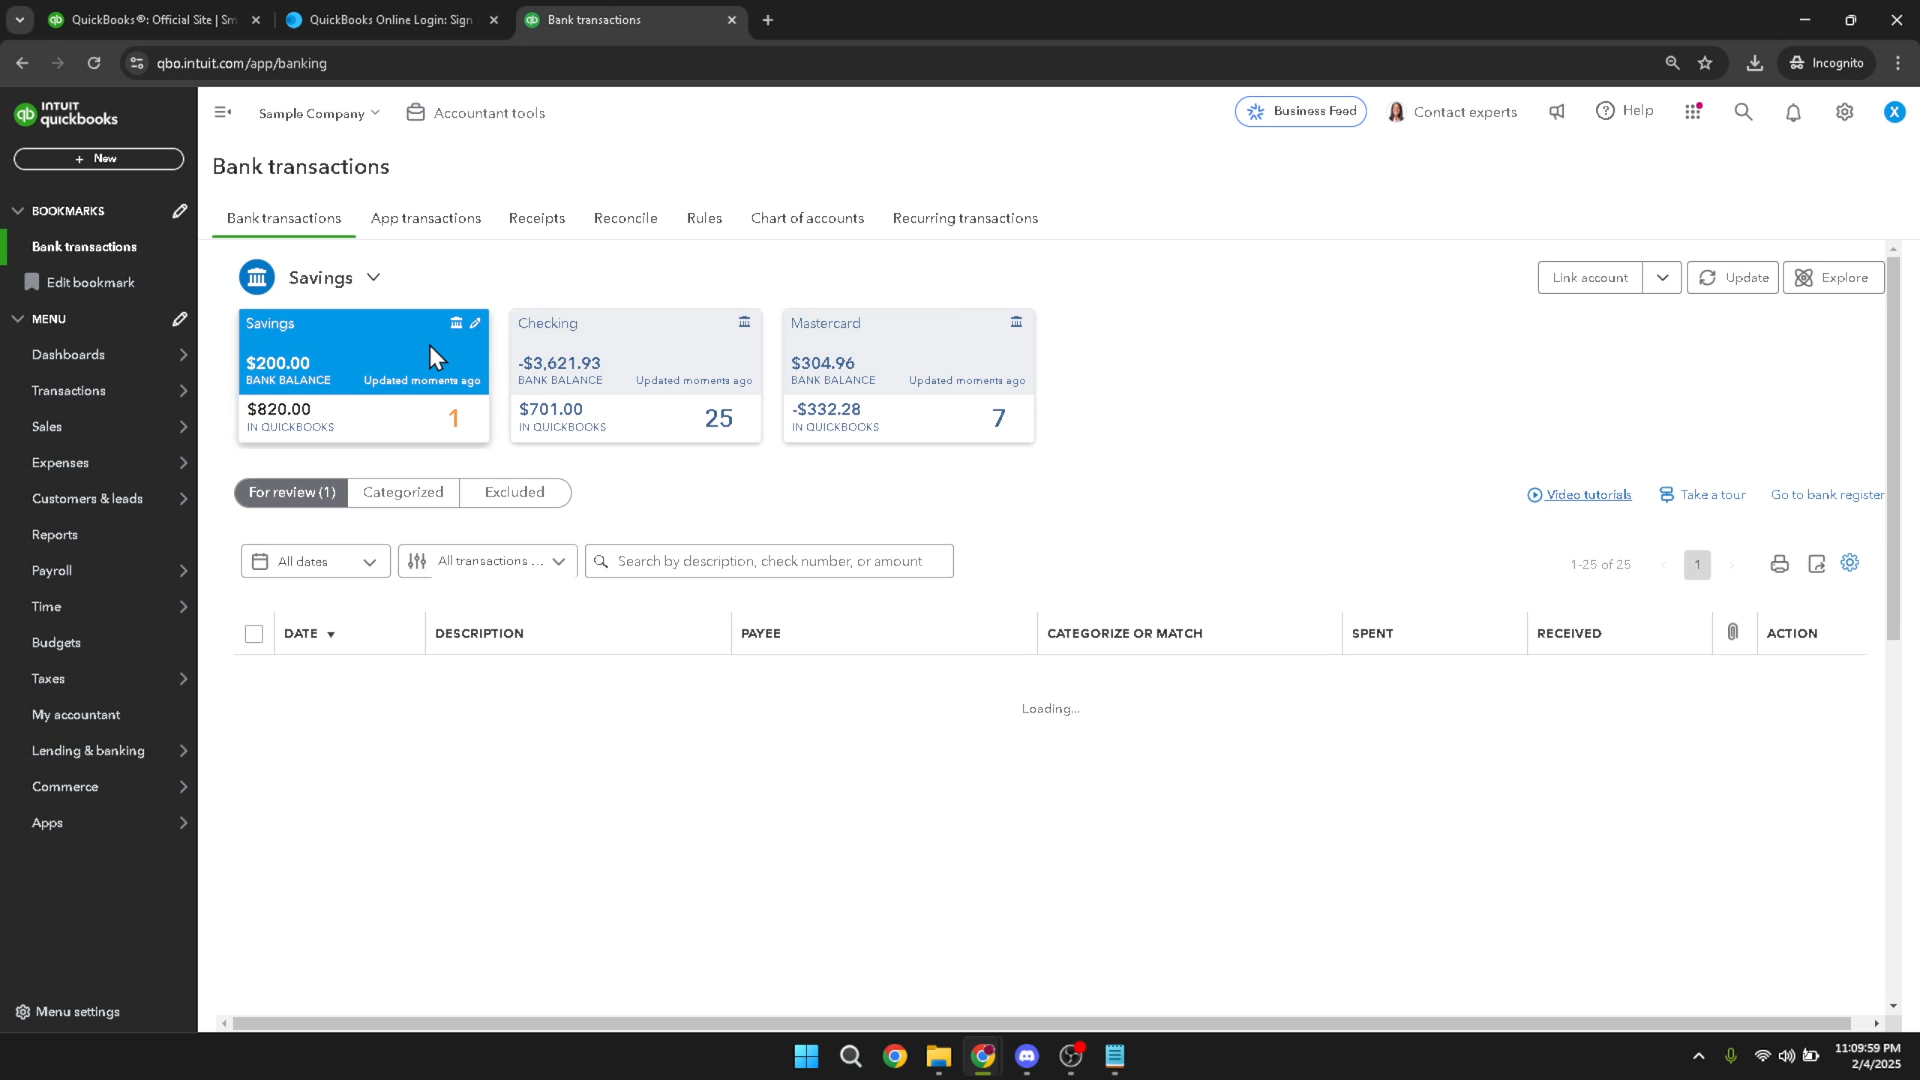 QuickBooks®: Official Site | Sm
QuickBooks Online Login: Sign
Bank transactions
qbo.intuit.com/app/banking
Incognito
INTUIT
quickbooks
Sample Company
Accountant tools
Business Feed
Contact experts
Help
X
+ New
Bank transactions
BOOKMARKS
Bank transactions
Edit bookmark
MENU
Dashboards
Transactions
Sales
Expenses
Customers & leads
Reports
Payroll
Time
Budgets
Taxes
My accountant
Lending & banking
Commerce
Apps
Menu settings
Bank transactions
App transactions
Receipts
Reconcile
Rules
Chart of accounts
Recurring transactions
Savings
Link account
Update
Explore
Savings
$200.00
BANK BALANCE
Updated moments ago
$820.00
IN QUICKBOOKS
1
Checking
-$3,621.93
BANK BALANCE
Updated moments ago
$701.00
IN QUICKBOOKS
25
Mastercard
$304.96
BANK BALANCE
Updated moments ago
-$332.28
IN QUICKBOOKS
7
For review (1)
Categorized
Excluded
Video tutorials
Take a tour
Go to bank register
All dates
All transactions ...
Search by description, check number, or amount
1-25 of 25
1
DATE
DESCRIPTION
PAYEE
CATEGORIZE OR MATCH
SPENT
RECEIVED
ACTION
Loading...
11:09:59 PM
2/4/2025